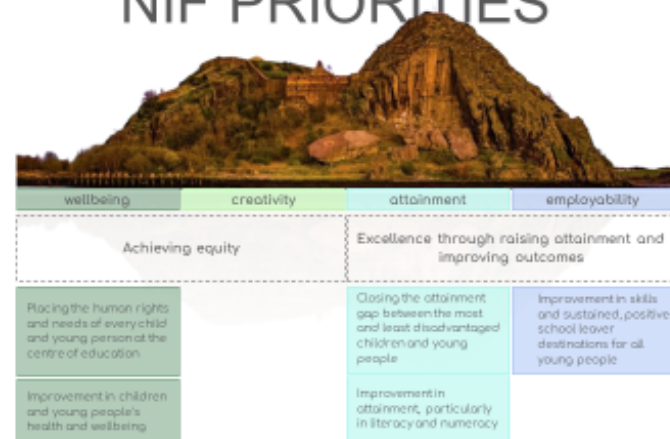 NIF PRIORITIES
wellbeing
creativity
attainment
employability
Achieving equity
Excellence through raising attainment and
improving outcomes
Placing the human rights
and needs of every child
and young person at the
centre of education
Closing the attainment
gap between the most
and least disadvantaged
children and young
people
Improvement in skills
and sustained, positive
school leaver
destinations for all
young people
Improvement in children
and young people's
health and wellbeing.
Improvement in
attainment, particularly
in literacy and numeracy